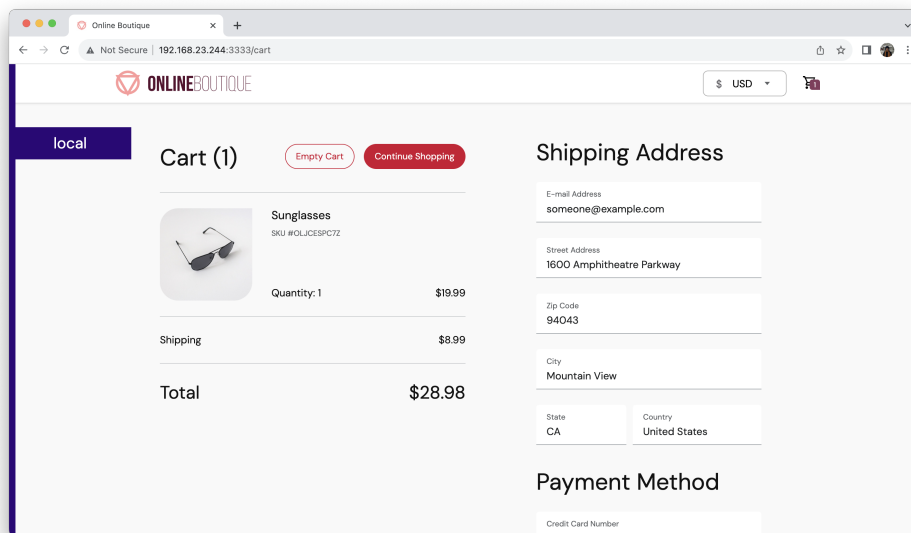 Online Boutique
Not Secure | 192.168.23.244:3333/cart
ONLINEBOUTIQUE
$ USD
1
local
Cart (1)
Empty Cart
Continue Shopping
Sunglasses
SKU #OLJCESPC7Z
Quantity: 1
$19.99
Shipping
$8.99
Total
$28.98
Shipping Address
E-mail Address
someone@example.com
Street Address
1600 Amphitheatre Parkway
Zip Code
94043
City
Mountain View
State
CA
Country
United States
Payment Method
Credit Card Number